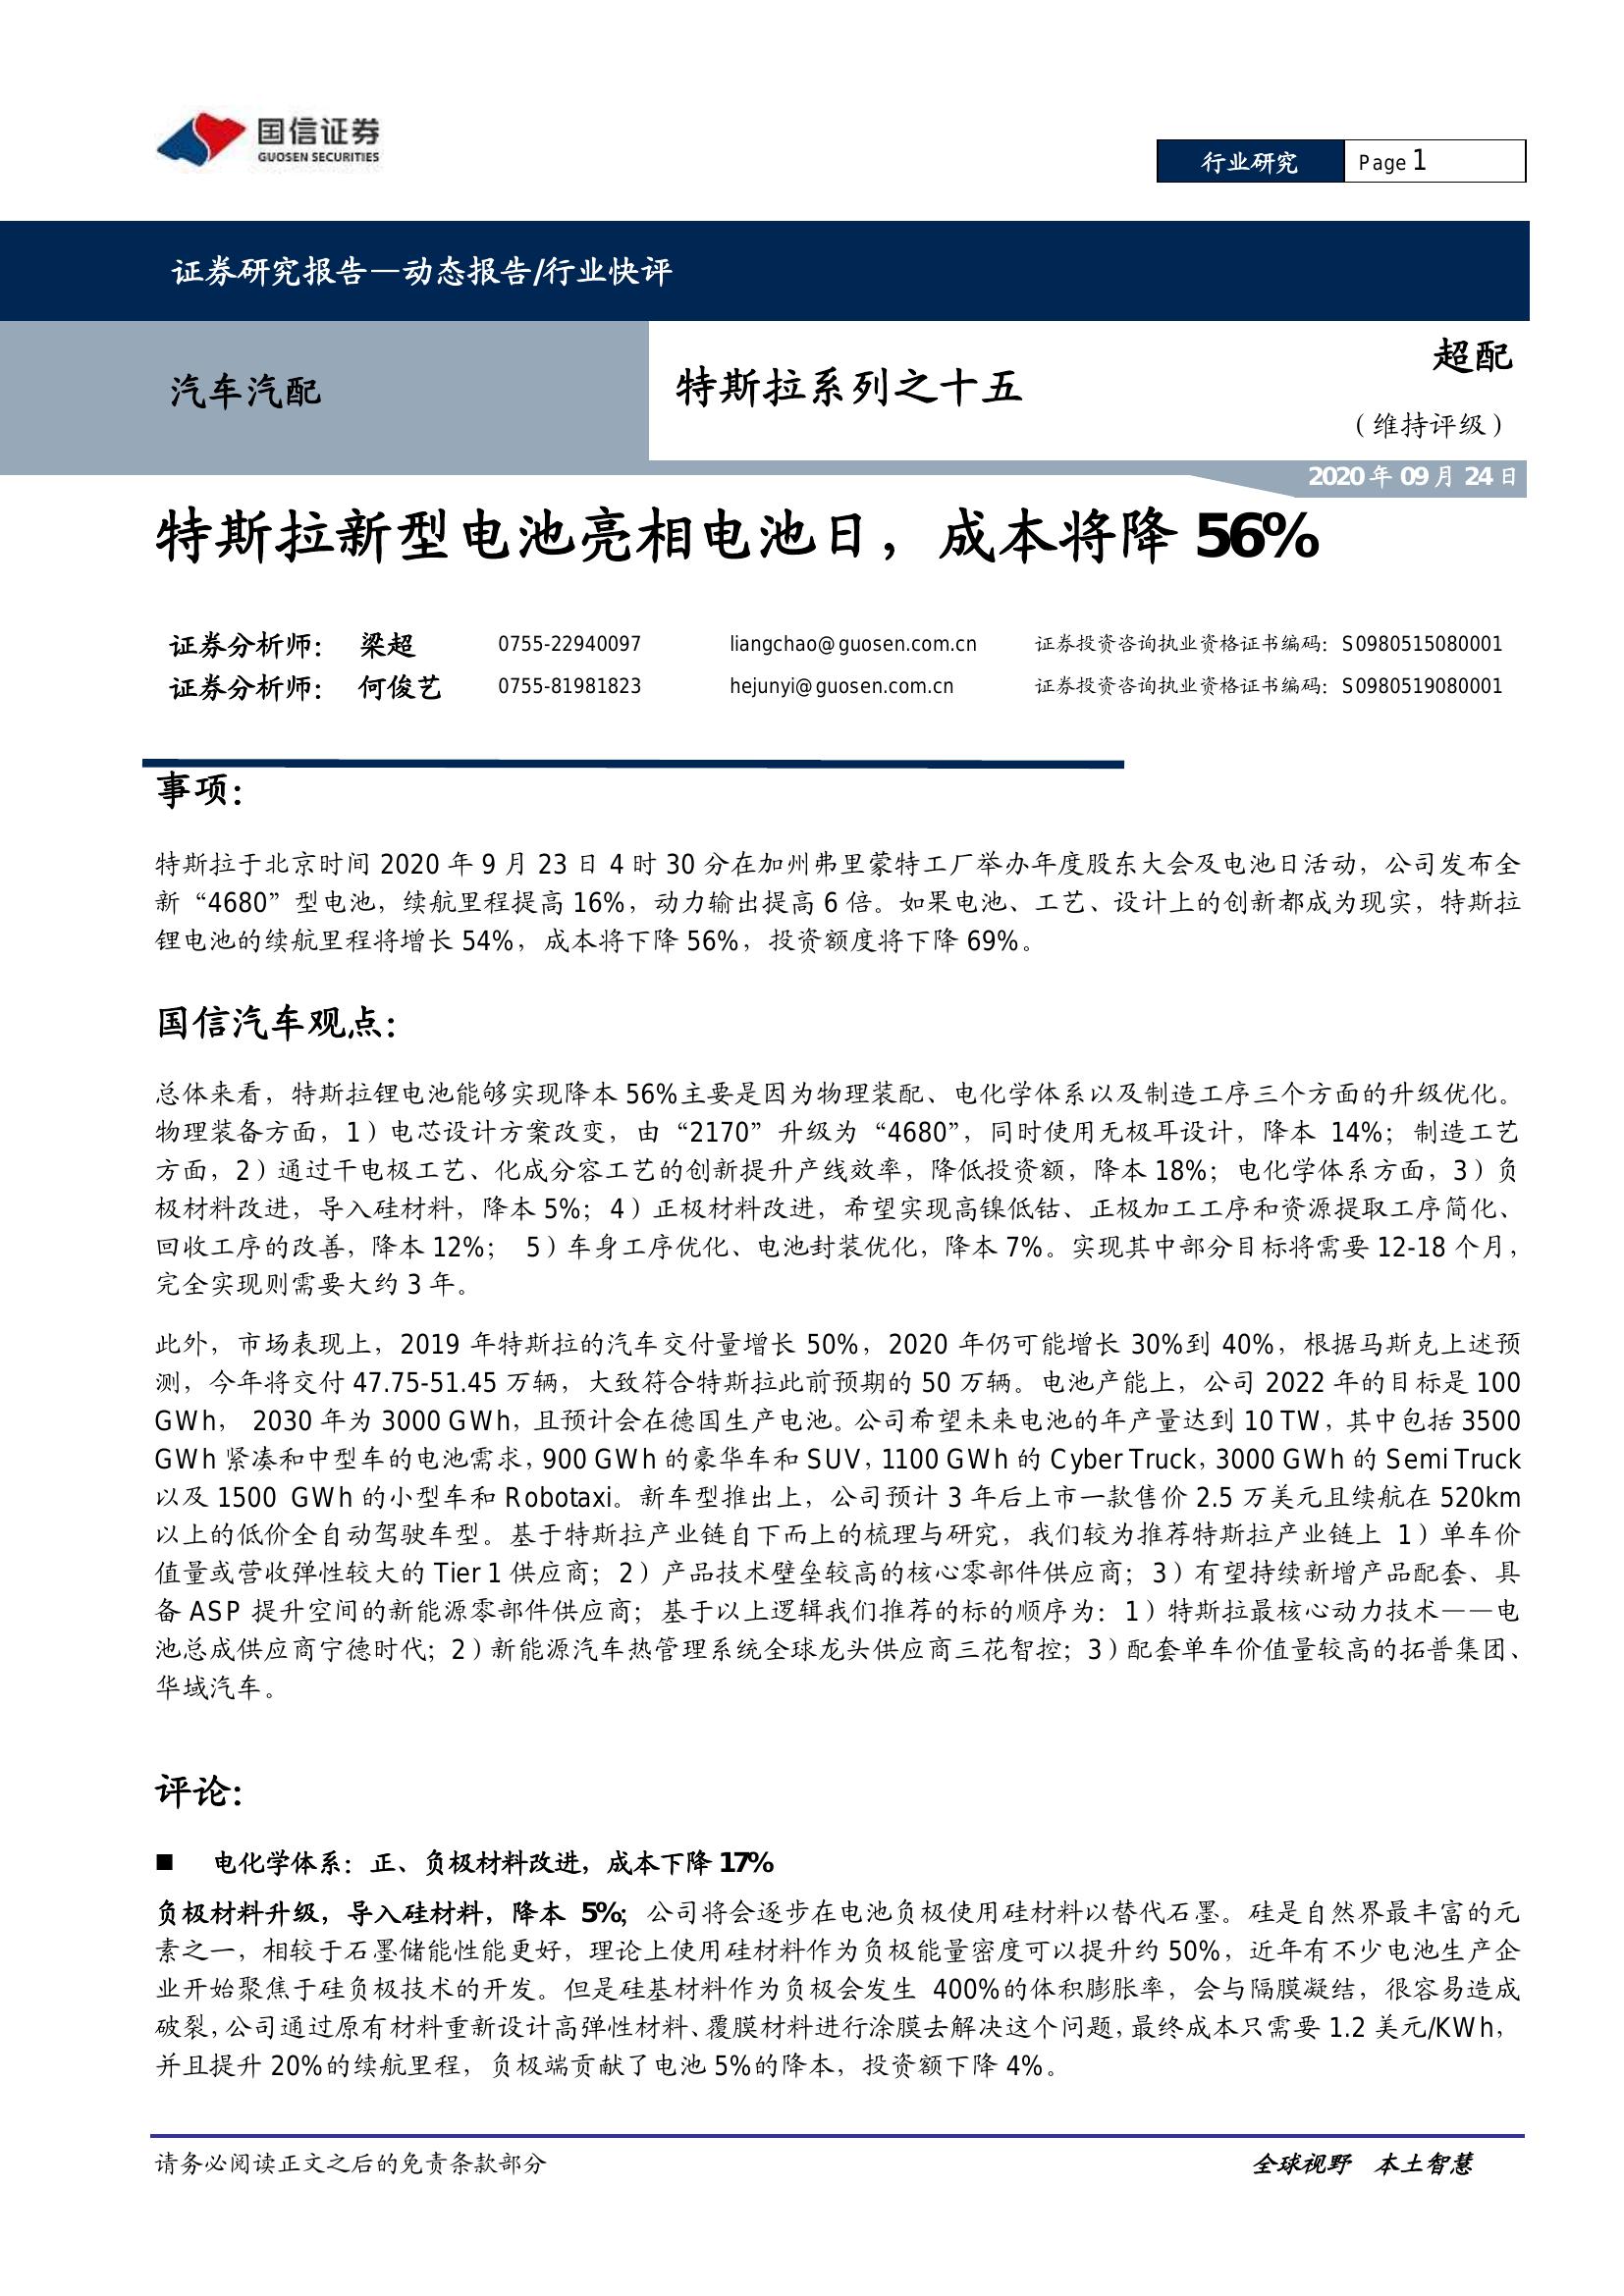 国信证券
GUOSEN SECURITIES
行业研究 Page 1
证券研究报告—动态报告/行业快评
汽车汽配
特斯拉系列之十五
超配
（维持评级）
2020 年 09 月 24 日
特斯拉新型电池亮相电池日，成本将降 56%
证券分析师： 梁超 0755-22940097 liangchao@guosen.com.cn 证券投资咨询执业资格证书编码：S0980515080001
证券分析师： 何俊艺 0755-81981823 hejunyi@guosen.com.cn 证券投资咨询执业资格证书编码：S0980519080001
事项：
特斯拉于北京时间 2020 年 9 月 23 日 4 时 30 分在加州弗里蒙特工厂举办年度股东大会及电池日活动，公司发布全
新“4680”型电池，续航里程提高 16%，动力输出提高 6 倍。如果电池、工艺、设计上的创新都成为现实，特斯拉
锂电池的续航里程将增长 54%，成本将下降 56%，投资额度将下降 69%。
国信汽车观点：
总体来看，特斯拉锂电池能够实现降本 56%主要是因为物理装配、电化学体系以及制造工序三个方面的升级优化。
物理装备方面，1）电芯设计方案改变，由“2170”升级为“4680”，同时使用无极耳设计，降本 14%；制造工艺
方面，2）通过干电极工艺、化成分容工艺的创新提升产线效率，降低投资额，降本 18%；电化学体系方面，3）负
极材料改进，导入硅材料，降本 5%；4）正极材料改进，希望实现高镍低钴、正极加工工序和资源提取工序简化、
回收工序的改善，降本 12%； 5）车身工序优化、电池封装优化，降本 7%。实现其中部分目标将需要 12-18 个月，
完全实现则需要大约 3 年。
此外，市场表现上，2019 年特斯拉的汽车交付量增长 50%，2020 年仍可能增长 30%到 40%，根据马斯克上述预
测，今年将交付 47.75-51.45 万辆，大致符合特斯拉此前预期的 50 万辆。电池产能上，公司 2022 年的目标是 100
GWh， 2030 年为 3000 GWh，且预计会在德国生产电池。公司希望未来电池的年产量达到 10 TW，其中包括 3500
GWh 紧凑和中型车的电池需求，900 GWh 的豪华车和 SUV，1100 GWh 的 Cyber Truck，3000 GWh 的 Semi Truck
以及 1500 GWh 的小型车和 Robotaxi。新车型推出上，公司预计 3 年后上市一款售价 2.5 万美元且续航在 520km
以上的低价全自动驾驶车型。基于特斯拉产业链自下而上的梳理与研究，我们较为推荐特斯拉产业链上 1）单车价
值量或营收弹性较大的 Tier 1 供应商；2）产品技术壁垒较高的核心零部件供应商；3）有望持续新增产品配套、具
备 ASP 提升空间的新能源零部件供应商；基于以上逻辑我们推荐的标的顺序为：1）特斯拉最核心动力技术——电
池总成供应商宁德时代；2）新能源汽车热管理系统全球龙头供应商三花智控；3）配套单车价值量较高的拓普集团、
华域汽车。
评论：
■ 电化学体系：正、负极材料改进，成本下降 17%
负极材料升级，导入硅材料，降本 5%；公司将会逐步在电池负极使用硅材料以替代石墨。硅是自然界最丰富的元
素之一，相较于石墨储能性能更好，理论上使用硅材料作为负极能量密度可以提升约 50%，近年有不少电池生产企
业开始聚焦于硅负极技术的开发。但是硅基材料作为负极会发生 400%的体积膨胀率，会与隔膜凝结，很容易造成
破裂，公司通过原有材料重新设计高弹性材料、覆膜材料进行涂膜去解决这个问题，最终成本只需要 1.2 美元/KWh，
并且提升 20%的续航里程，负极端贡献了电池 5%的降本，投资额下降 4%。
请务必阅读正文之后的免责条款部分 全球视野 本土智慧